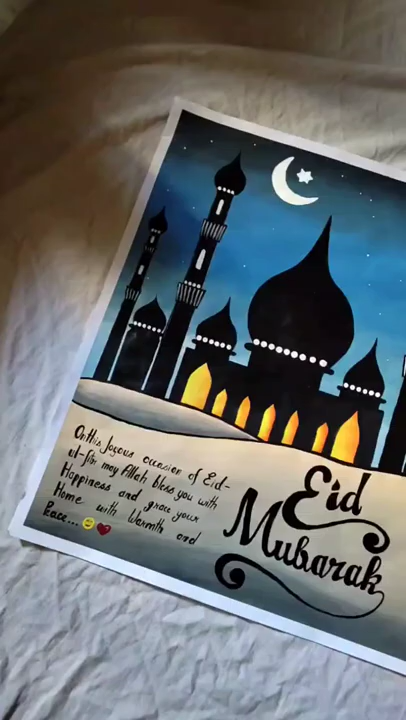 On this Joyous occasion of Eid-
ul-fitr may Allah bless you with
Happiness and grace your
Home with Warmth and
Peace... 😊❤️
Eid
Mubarak